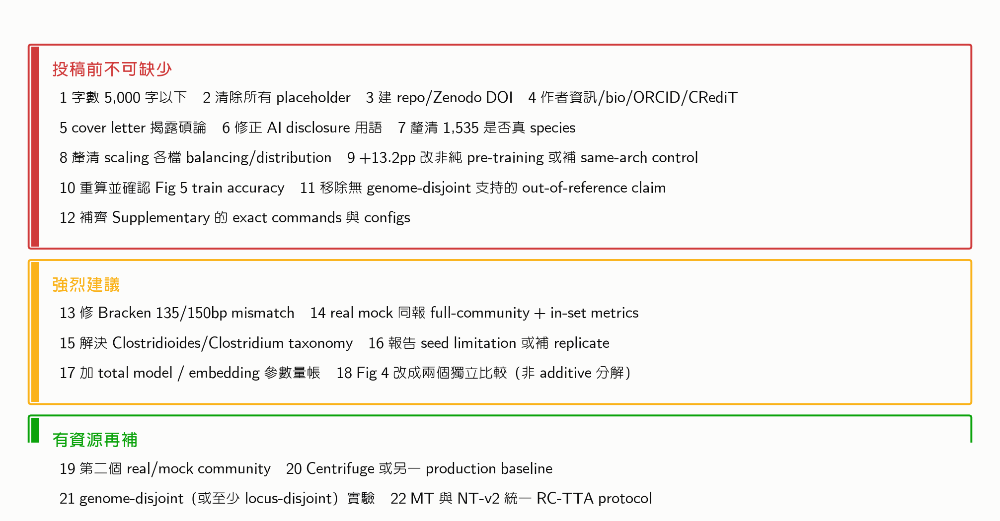 投稿前不可缺少
1 字數 5,000 字以下 2 清除所有 placeholder 3 建 repo/Zenodo DOI 4 作者資訊/bio/ORCID/CRediT
5 cover letter 揭露碩論 6 修正 AI disclosure 用語 7 釐清 1,535 是否真 species
8 釐清 scaling 各檔 balancing/distribution 9 +13.2pp 改非純 pre-training 或補 same-arch control
10 重算並確認 Fig 5 train accuracy 11 移除無 genome-disjoint 支持的 out-of-reference claim
12 補齊 Supplementary 的 exact commands 與 configs
強烈建議
13 修 Bracken 135/150bp mismatch 14 real mock 同報 full-community + in-set metrics
15 解決 Clostridioides/Clostridium taxonomy 16 報告 seed limitation 或補 replicate
17 加 total model / embedding 參數量帳 18 Fig 4 改成兩個獨立比較（非 additive 分解）
有資源再補
19 第二個 real/mock community 20 Centrifuge 或另一 production baseline
21 genome-disjoint（或至少 locus-disjoint）實驗 22 MT 與 NT-v2 統一 RC-TTA protocol